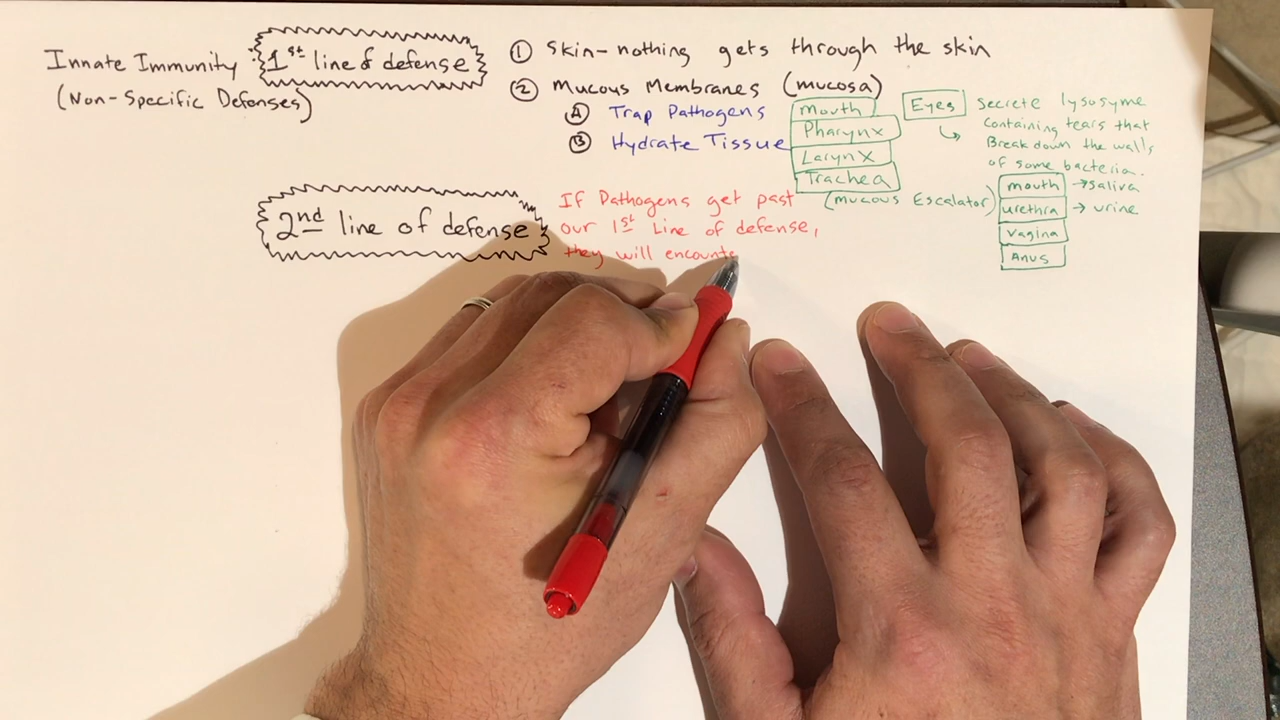 Innate Immunity :
(Non-Specific Defenses)
1st line of defense
① Skin-nothing gets through the skin
② Mucous Membranes (mucosa)
Ⓐ Trap Pathogens
Ⓑ Hydrate Tissue
mouth
Pharynx
Larynx
Trachea
(mucous Escalator)
Eyes
Secrete lysosyme
containing tears that
Break down the walls
of some bacteria.
mouth → saliva
urethra → urine
vagina
Anus
2nd line of defense
If Pathogens get past
our 1st Line of defense,
they will encounte